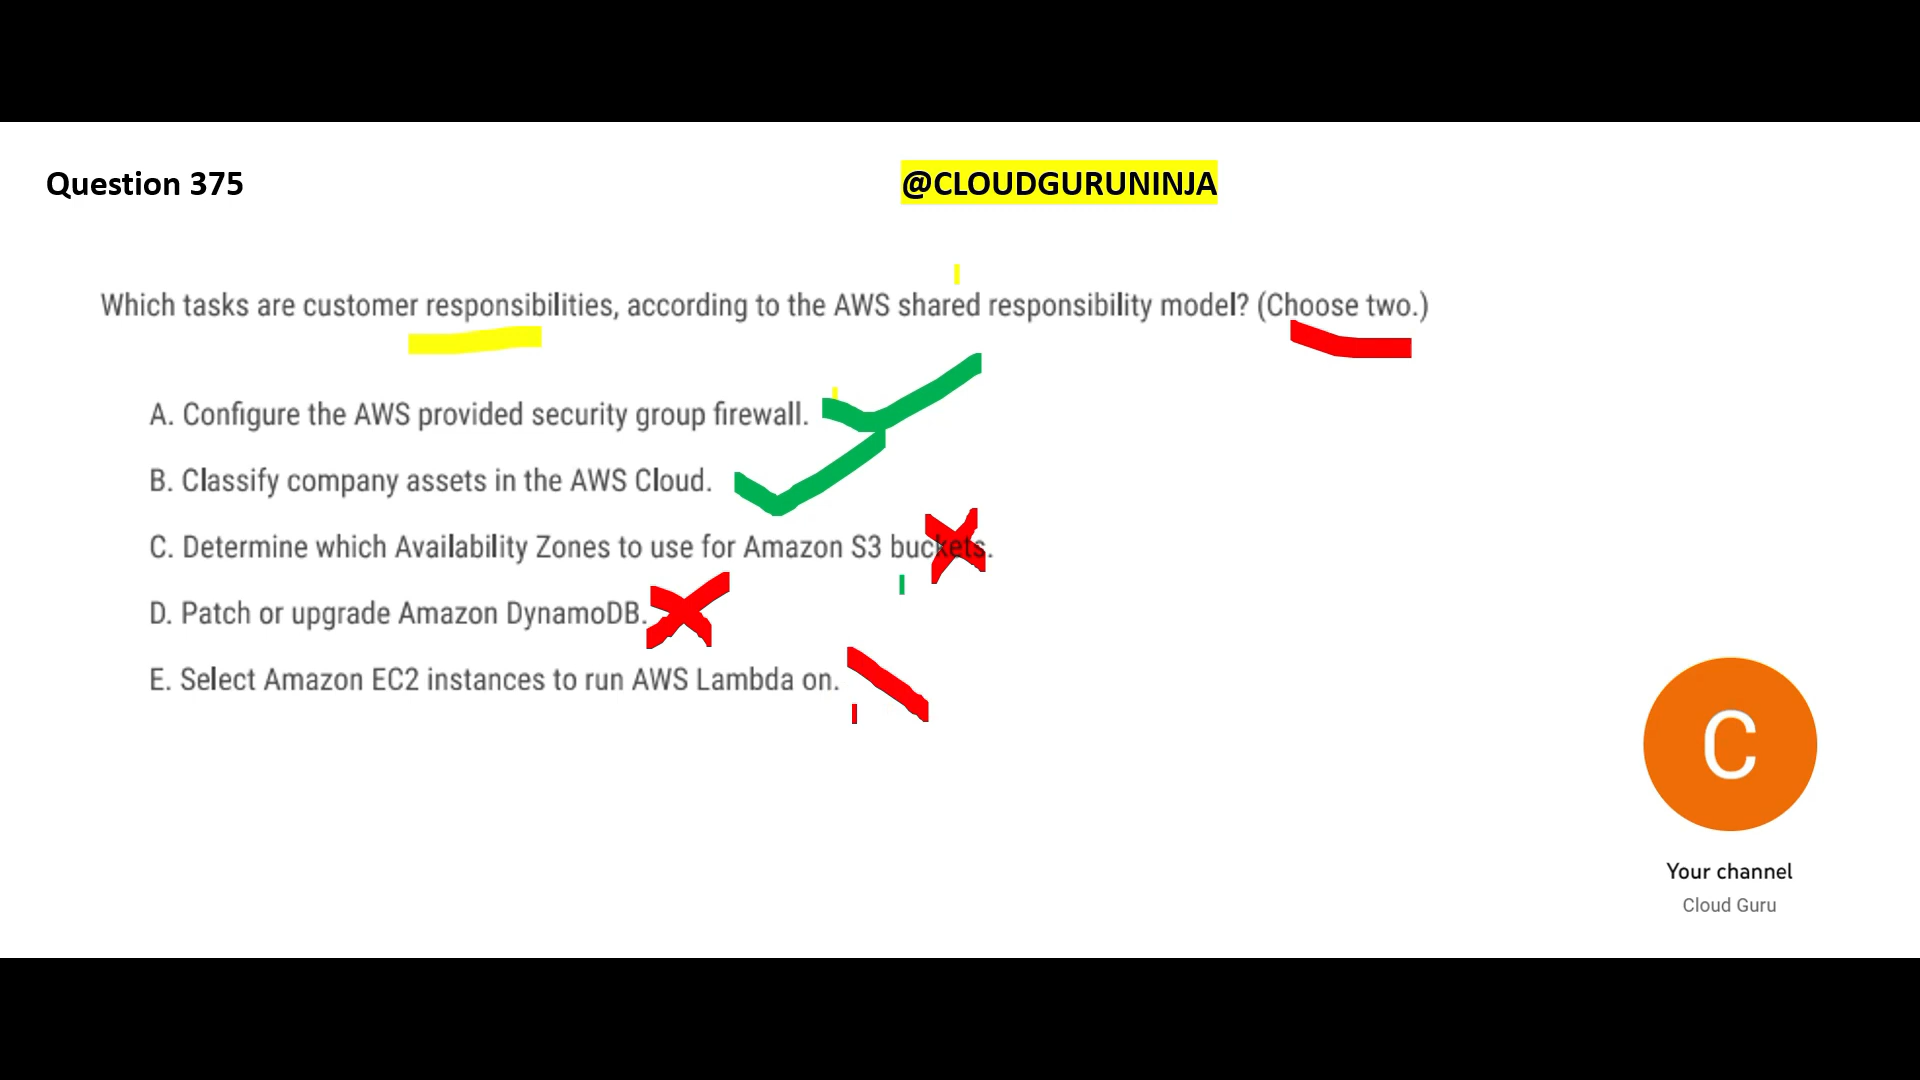 Question 375
@CLOUDGURUNINJA
Which tasks are customer responsibilities, according to the AWS shared responsibility model? (Choose two.)
A. Configure the AWS provided security group firewall.
B. Classify company assets in the AWS Cloud.
C. Determine which Availability Zones to use for Amazon S3 buckets.
D. Patch or upgrade Amazon DynamoDB.
E. Select Amazon EC2 instances to run AWS Lambda on.
C
Your channel
Cloud Guru